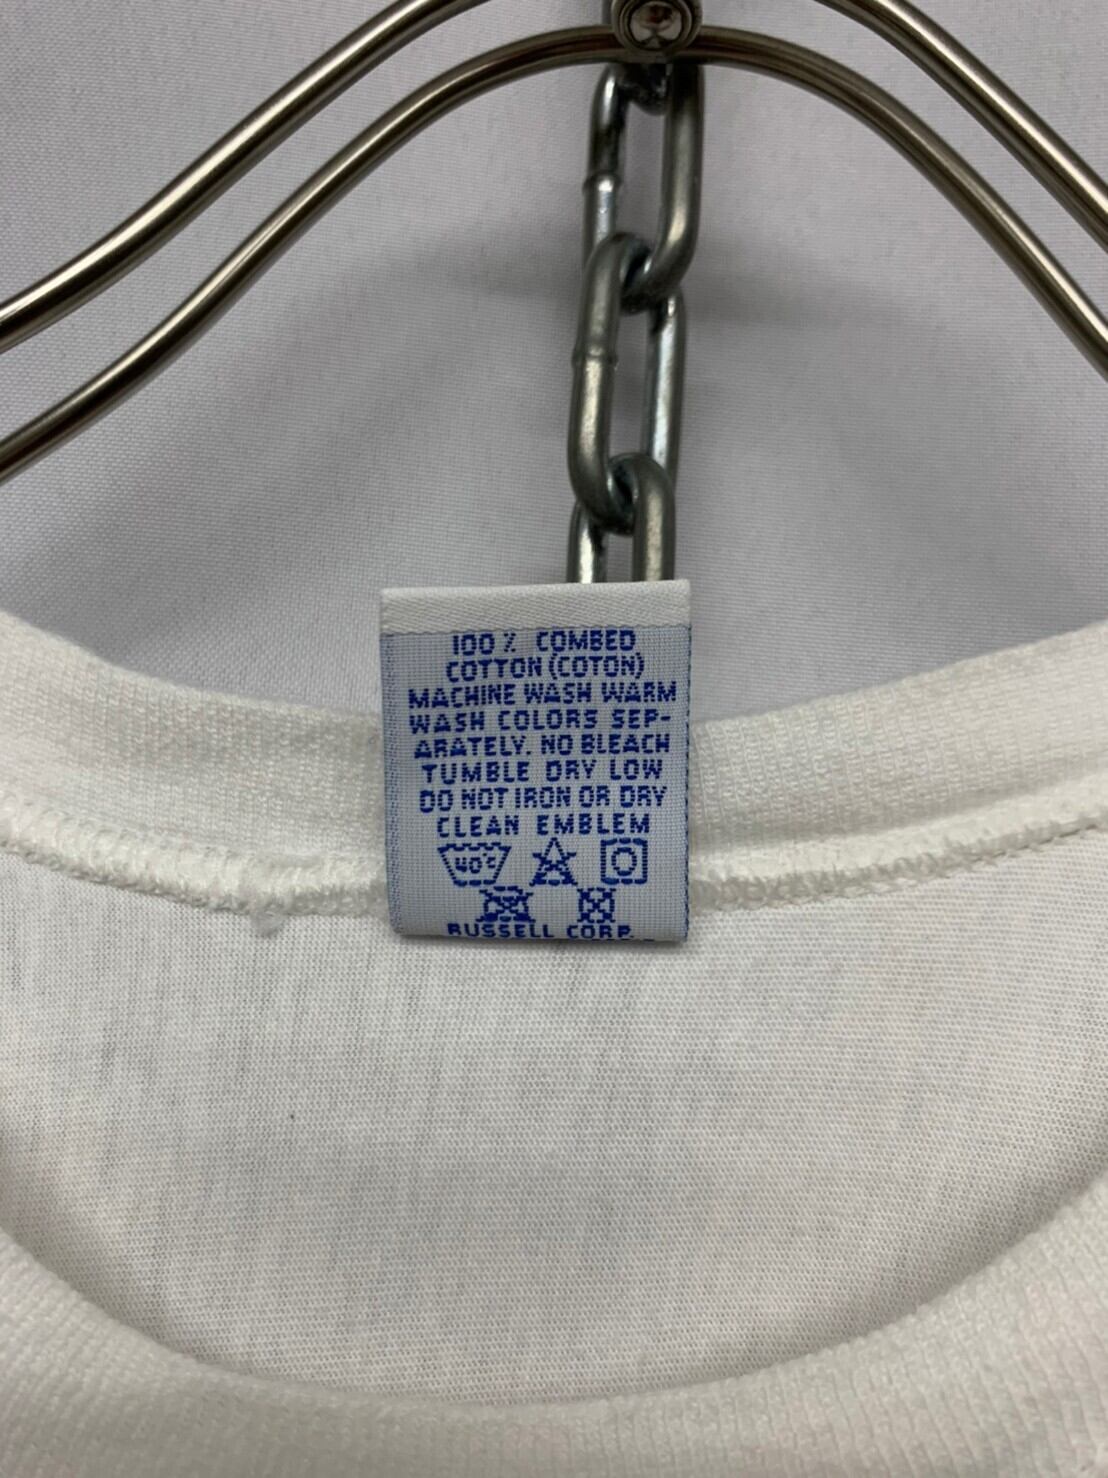 100 % COMBED
COTTON (COTON)
MACHINE WASH WARM
WASH COLORS SEP-
ARATELY. NO BLEACH
TUMBLE DRY LOW
DO NOT IRON OR DRY
CLEAN EMBLEM
40°C
RUSSELL CORP.